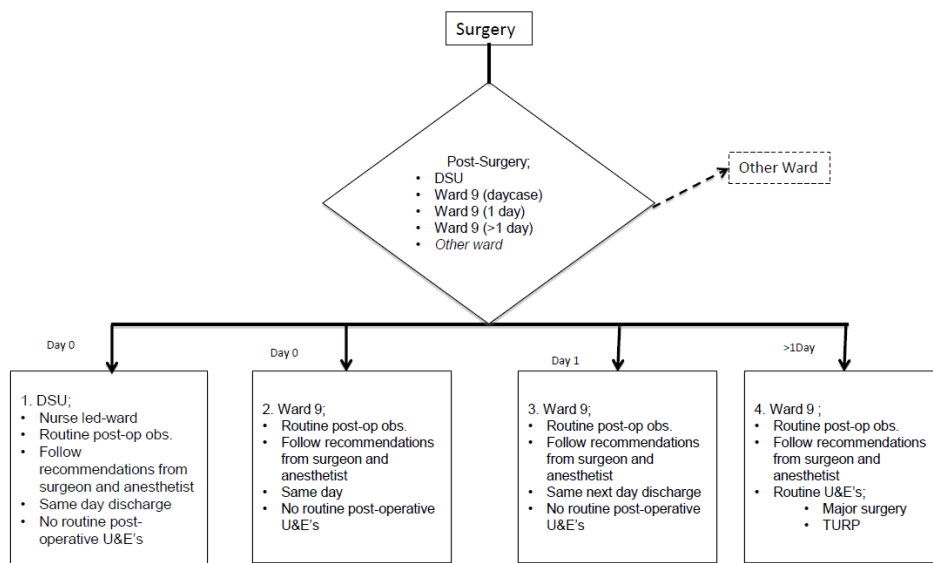 Surgery
Post-Surgery;
• DSU
• Ward 9 (daycase)
• Ward 9 (1 day)
• Ward 9 (>1 day)
• Other ward
Other Ward
Day 0
Day 0
Day 1
>1Day
1. DSU;
• Nurse led-ward
• Routine post-op obs.
• Follow
recommendations from
surgeon and anesthetist
• Same day discharge
• No routine post-
operative U&E's
2. Ward 9;
• Routine post-op obs.
• Follow recommendations
from surgeon and
anesthetist
• Same day
• No routine post-operative
U&E's
3. Ward 9;
• Routine post-op obs.
• Follow recommendations
from surgeon and
anesthetist
• Same next day discharge
• No routine post-operative
U&E's
4. Ward 9 ;
• Routine post-op obs.
• Follow recommendations
from surgeon and
anesthetist
• Routine U&E's;
• Major surgery
• TURP